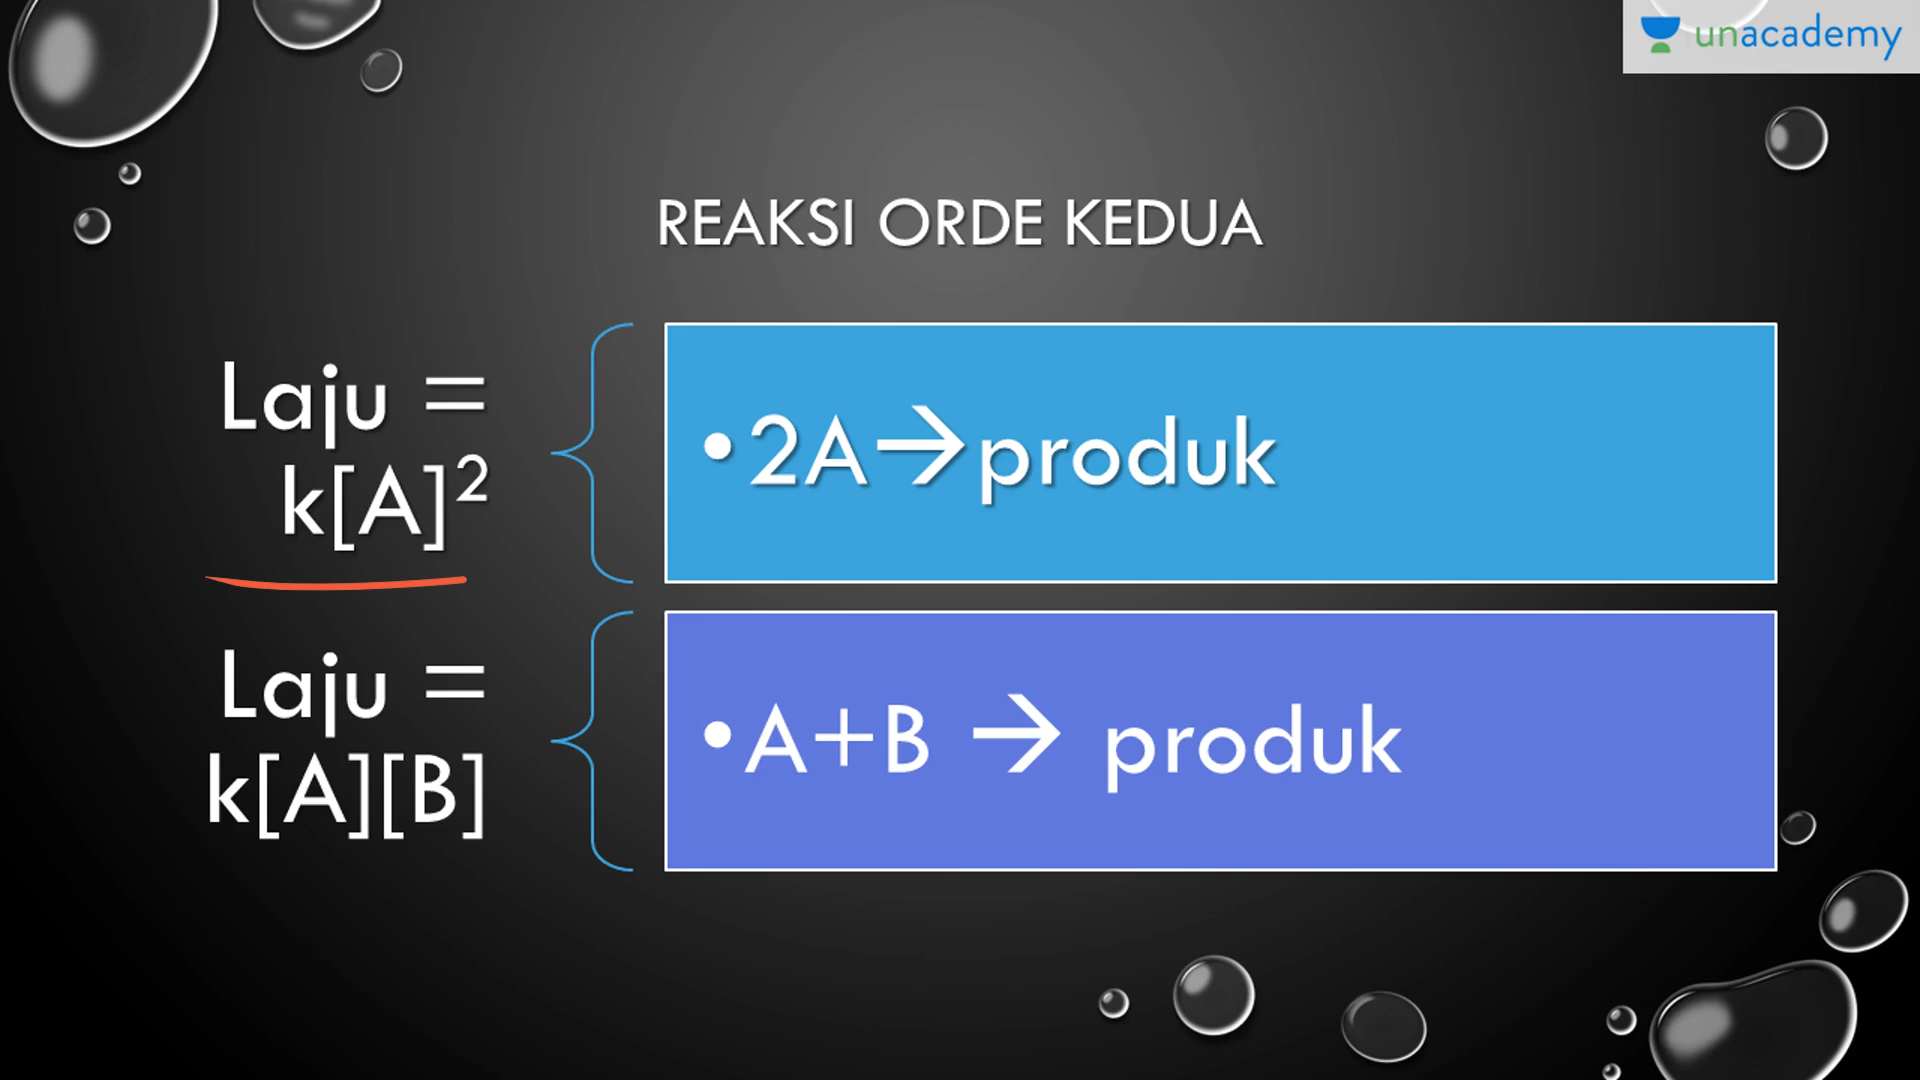 unacademy
REAKSI ORDE KEDUA
Laju =
k[A]²
•2A→produk
Laju =
k[A][B]
•A+B → produk